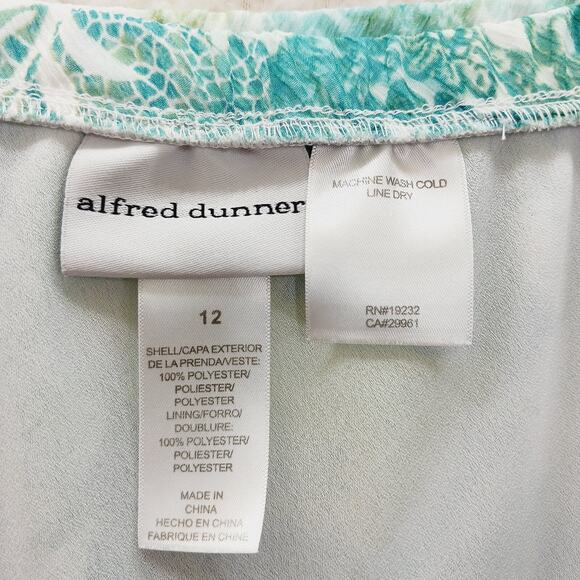 alfred dunner
MACHINE WASH COLD
LINE DRY
RN#19232
CA#29961
12
SHELL/CAPA EXTERIOR
DE LA PRENDA/VESTE:
100% POLYESTER/
POLIESTER/
POLYESTER
LINING/FORRO/
DOUBLURE:
100% POLYESTER/
POLIESTER/
POLYESTER
MADE IN
CHINA
HECHO EN CHINA
FABRIQUE EN CHINE